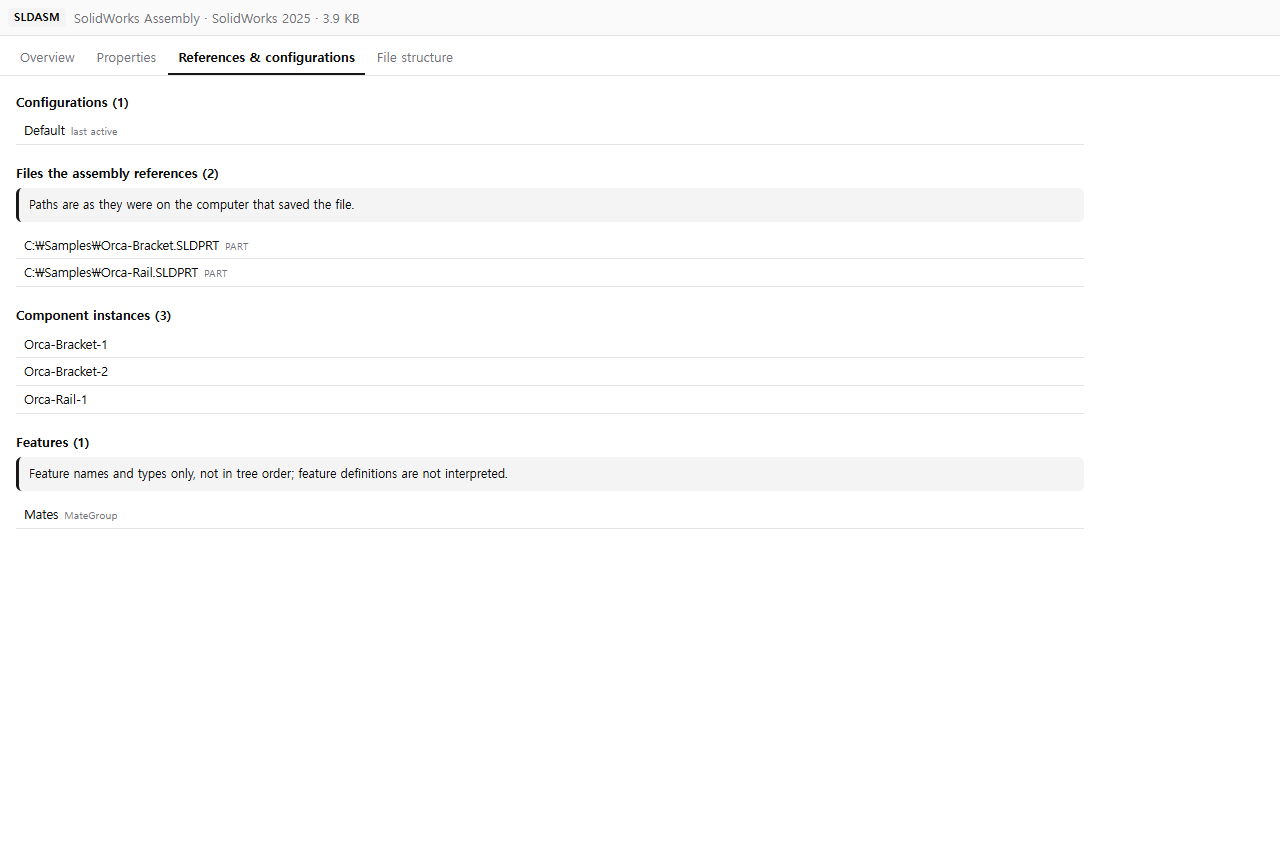 SLDASM SolidWorks Assembly · SolidWorks 2025 · 3.9 KB
Overview Properties References & configurations File structure
Configurations (1)
Default last active
Files the assembly references (2)
Paths are as they were on the computer that saved the file.
C:₩Samples₩Orca-Bracket.SLDPRT PART
C:₩Samples₩Orca-Rail.SLDPRT PART
Component instances (3)
Orca-Bracket-1
Orca-Bracket-2
Orca-Rail-1
Features (1)
Feature names and types only, not in tree order; feature definitions are not interpreted.
Mates MateGroup